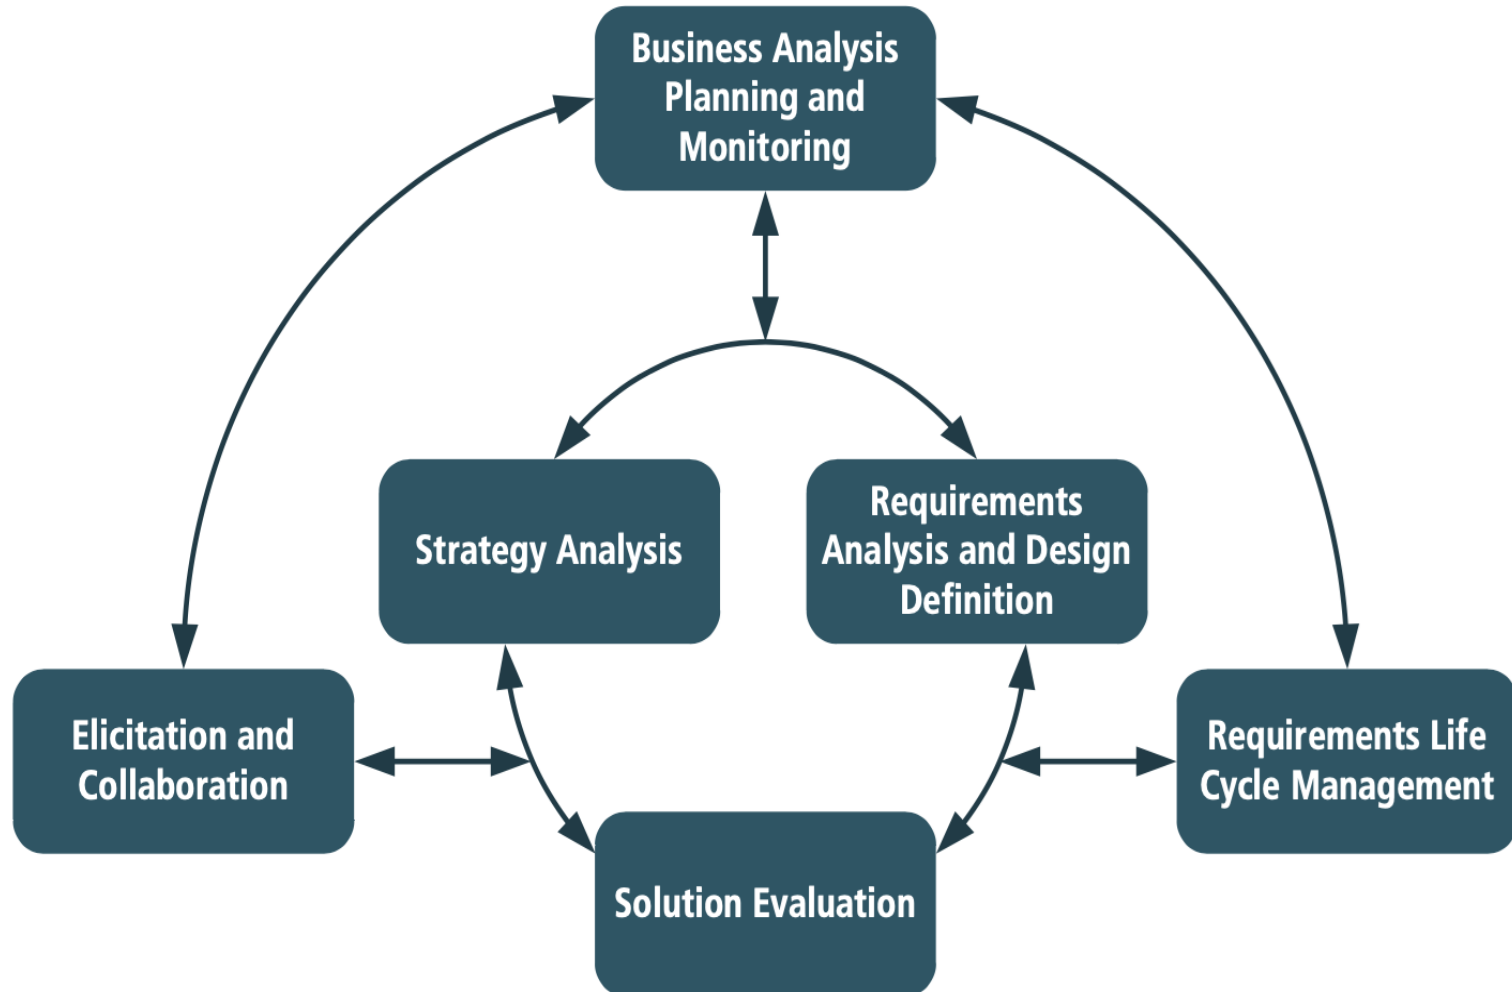 Business Analysis
Planning and
Monitoring
Strategy Analysis
Requirements
Analysis and Design
Definition
Elicitation and
Collaboration
Requirements Life
Cycle Management
Solution Evaluation